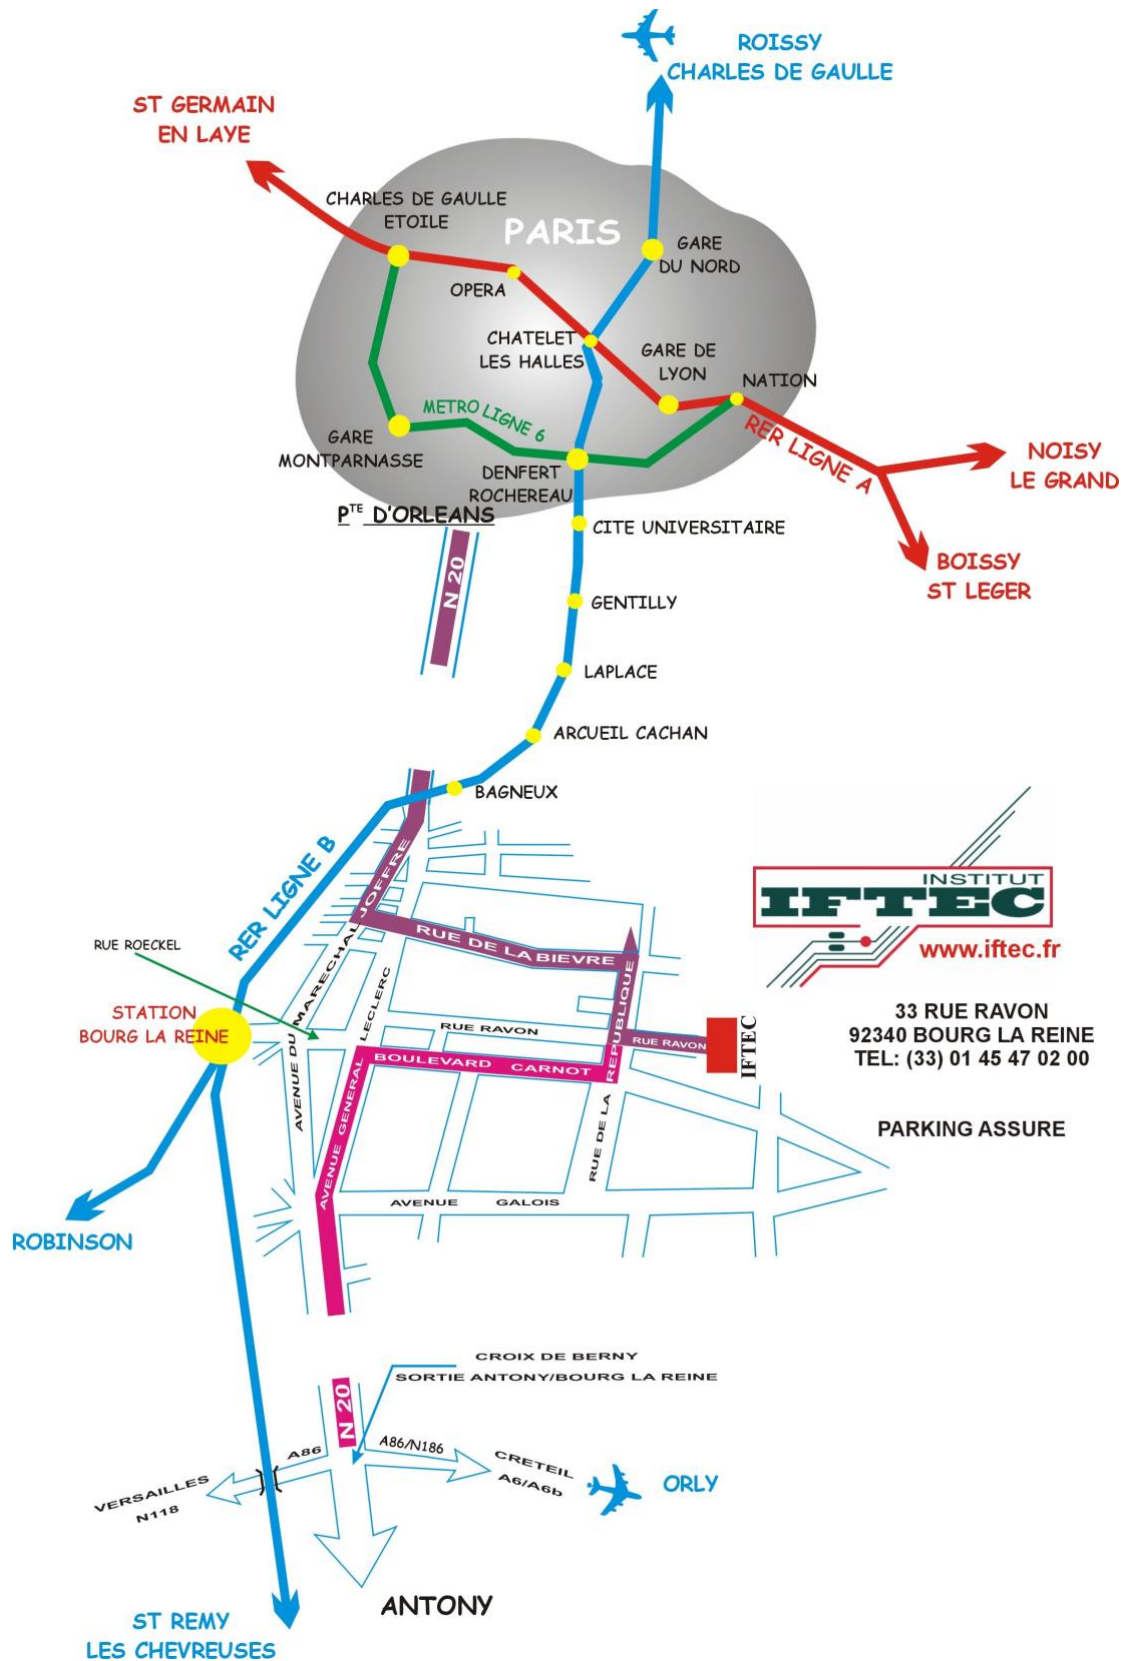 ROISSY
CHARLES DE GAULLE
ST GERMAIN
EN LAYE
CHARLES DE GAULLE
ETOILE
PARIS
GARE
DU NORD
OPERA
CHATELET
LES HALLES
GARE DE
LYON
NATION
METRO LIGNE 6
RER LIGNE A
GARE
MONTPARNASSE
DENFERT
ROCHEREAU
NOISY
LE GRAND
PTE D'ORLEANS
CITE UNIVERSITAIRE
BOISSY
ST LEGER
N 20
GENTILLY
LAPLACE
ARCUEIL CACHAN
BAGNEUX
RER LIGNE B
AVENUE DU MARECHAL JOFFRE
INSTITUT
IFTEC
www.iftec.fr
RUE DE LA BIEVRE
RUE ROECKEL
STATION
BOURG LA REINE
33 RUE RAVON
92340 BOURG LA REINE
TEL: (33) 01 45 47 02 00
RUE RAVON
RUE RAVON
IFTEC
BOULEVARD CARNOT
AVENUE GENERAL LECLERC
RUE DE LA REPUBLIQUE
PARKING ASSURE
AVENUE GALOIS
ROBINSON
CROIX DE BERNY
SORTIE ANTONY/BOURG LA REINE
N 20
A86
A86/N186
CRETEIL
A6/A6b
ORLY
VERSAILLES
N118
ANTONY
ST REMY
LES CHEVREUSES